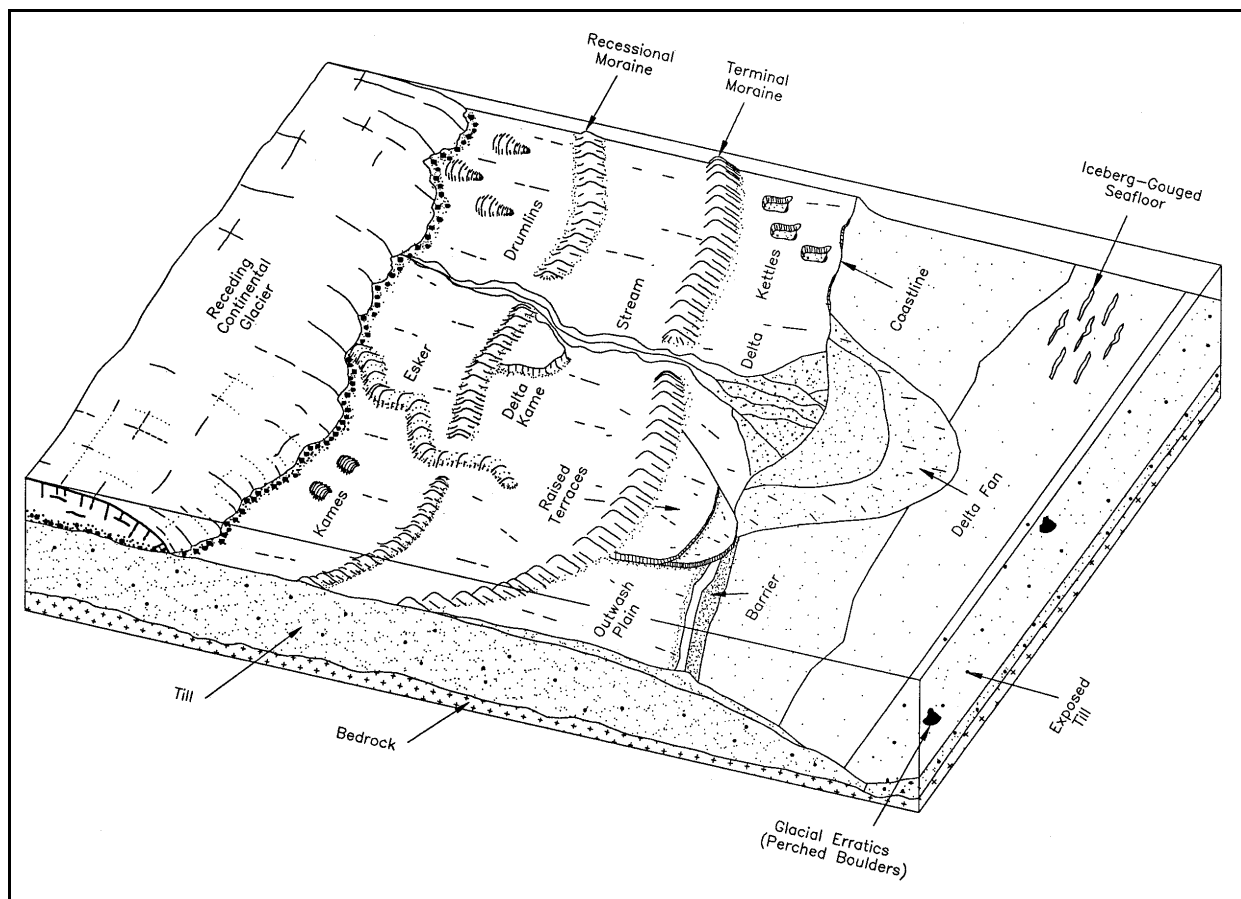 Recessional
Moraine
Terminal
Moraine
Iceberg-Gouged
Seafloor
Drumlins
Receding
Continental
Glacier
Stream
Kettles
Coastline
Esker
Delta
Delta
Kame
Kames
Raised
Terraces
Delta Fan
Outwash
Plain
Barrier
Till
Bedrock
Exposed
Till
Glacial Erratics
(Perched Boulders)